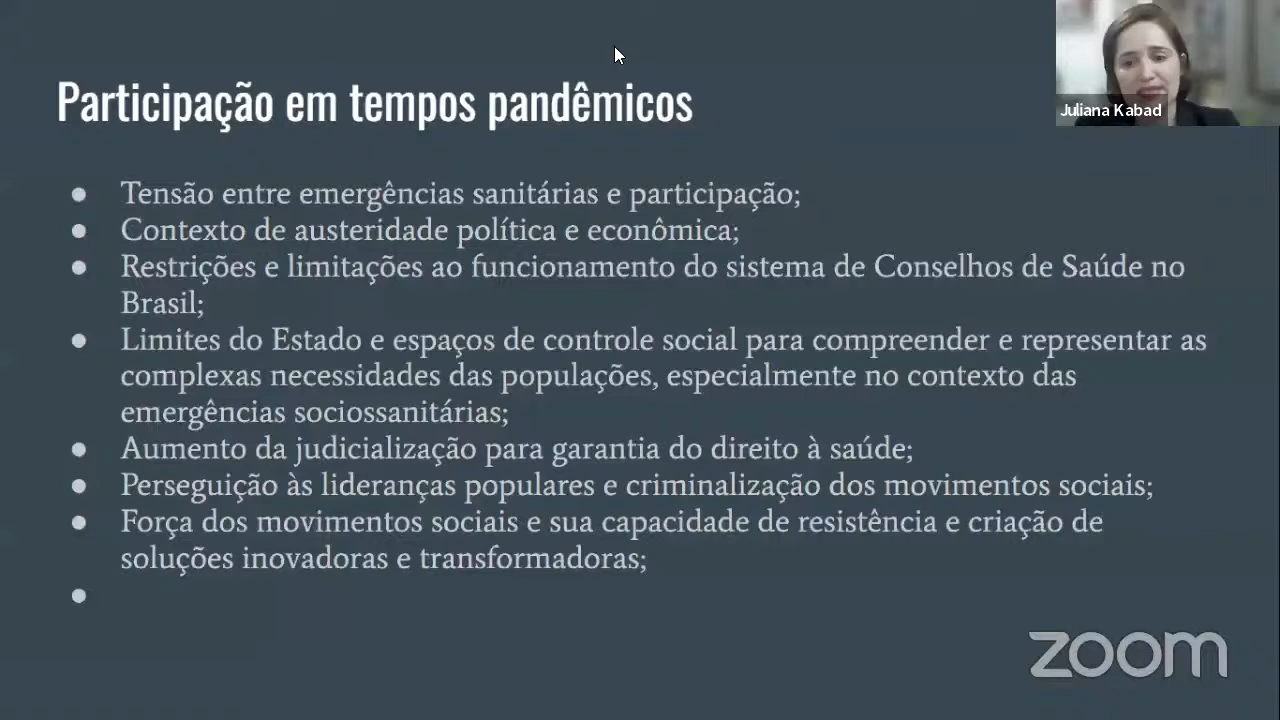 Participação em tempos pandêmicos
Juliana Kabad
● Tensão entre emergências sanitárias e participação;
● Contexto de austeridade política e econômica;
● Restrições e limitações ao funcionamento do sistema de Conselhos de Saúde no
Brasil;
● Limites do Estado e espaços de controle social para compreender e representar as
complexas necessidades das populações, especialmente no contexto das
emergências sociossanitárias;
● Aumento da judicialização para garantia do direito à saúde;
● Perseguição às lideranças populares e criminalização dos movimentos sociais;
● Força dos movimentos sociais e sua capacidade de resistência e criação de
soluções inovadoras e transformadoras;
●
zoom